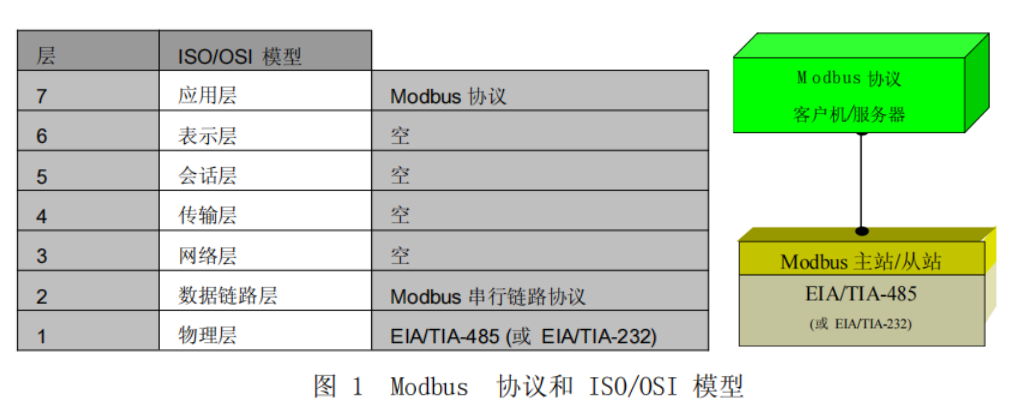 层 ISO/OSI 模型
7 应用层 Modbus 协议
6 表示层 空
5 会话层 空
4 传输层 空
3 网络层 空
2 数据链路层 Modbus 串行链路协议
1 物理层 EIA/TIA-485 (或 EIA/TIA-232)
Modbus 协议
客户机/服务器
Modbus 主站/从站
EIA/TIA-485
(或 EIA/TIA-232)
图 1 Modbus 协议和 ISO/OSI 模型